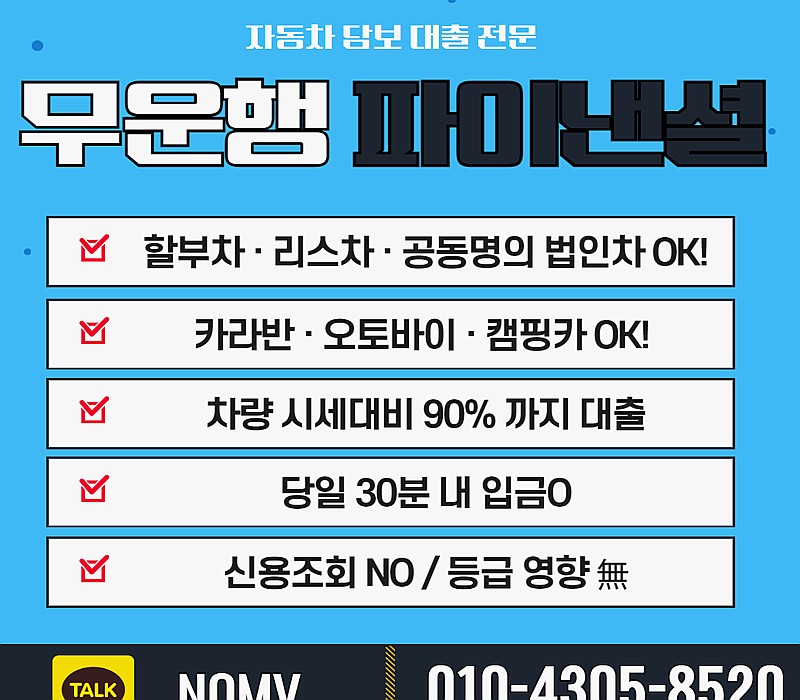 자동차 담보 대출 전문
무운행 파이낸셜
할부차 · 리스차 · 공동명의 법인차 OK!
카라반 · 오토바이 · 캠핑카 OK!
차량 시세대비 90% 까지 대출
당일 30분 내 입금O
신용조회 NO / 등급 영향 無
TALK NOMV 010-4305-8520